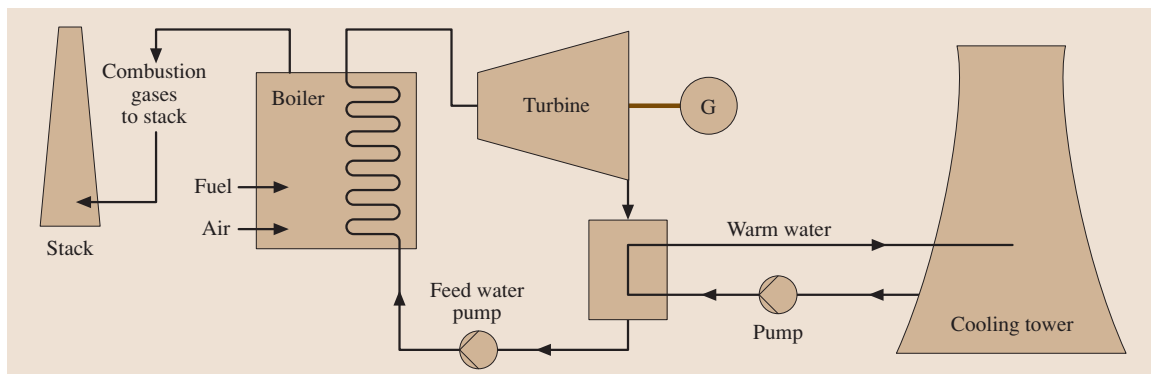 Combustion
gases
to stack
Boiler
Turbine
G
Fuel
Air
Stack
Warm water
Feed water
pump
Pump
Cooling tower